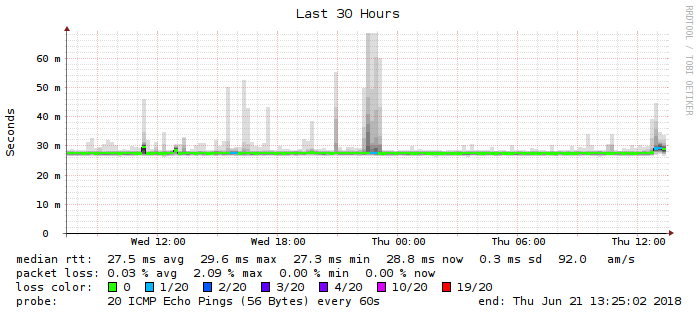 Last 30 Hours
RRDTOOL / TOBI OETIKER
Seconds
60 m
50 m
40 m
30 m
20 m
10 m
0
Wed 12:00 Wed 18:00 Thu 00:00 Thu 06:00 Thu 12:00
median rtt: 27.5 ms avg 29.6 ms max 27.3 ms min 28.8 ms now 0.3 ms sd 92.0 am/s
packet loss: 0.03 % avg 2.09 % max 0.00 % min 0.00 % now
loss color: 0 1/20 2/20 3/20 4/20 10/20 19/20
probe: 20 ICMP Echo Pings (56 Bytes) every 60s end: Thu Jun 21 13:25:02 2018